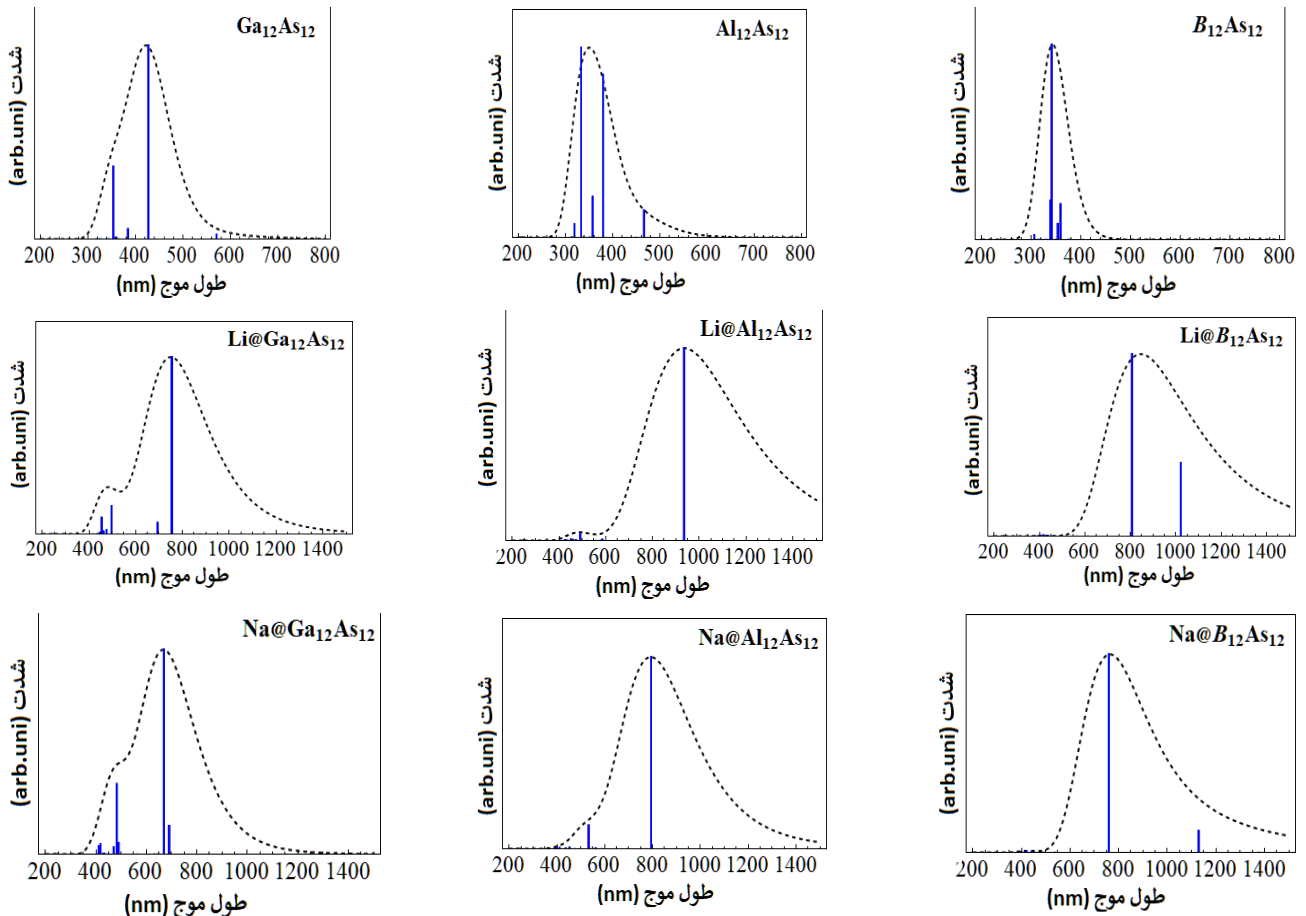 Ga₁₂As₁₂
شدت (arb.uni)
200 300 400 500 600 700 800
طول موج (nm)
Al₁₂As₁₂
شدت (arb.uni)
200 300 400 500 600 700 800
طول موج (nm)
B₁₂As₁₂
شدت (arb.uni)
200 300 400 500 600 700 800
طول موج (nm)
Li@Ga₁₂As₁₂
شدت (arb.uni)
200 400 600 800 1000 1200 1400
طول موج (nm)
Li@Al₁₂As₁₂
شدت (arb.uni)
200 400 600 800 1000 1200 1400
طول موج (nm)
Li@B₁₂As₁₂
شدت (arb.uni)
200 400 600 800 1000 1200 1400
طول موج (nm)
Na@Ga₁₂As₁₂
شدت (arb.uni)
200 400 600 800 1000 1200 1400
طول موج (nm)
Na@Al₁₂As₁₂
شدت (arb.uni)
200 400 600 800 1000 1200 1400
طول موج (nm)
Na@B₁₂As₁₂
شدت (arb.uni)
200 400 600 800 1000 1200 1400
طول موج (nm)